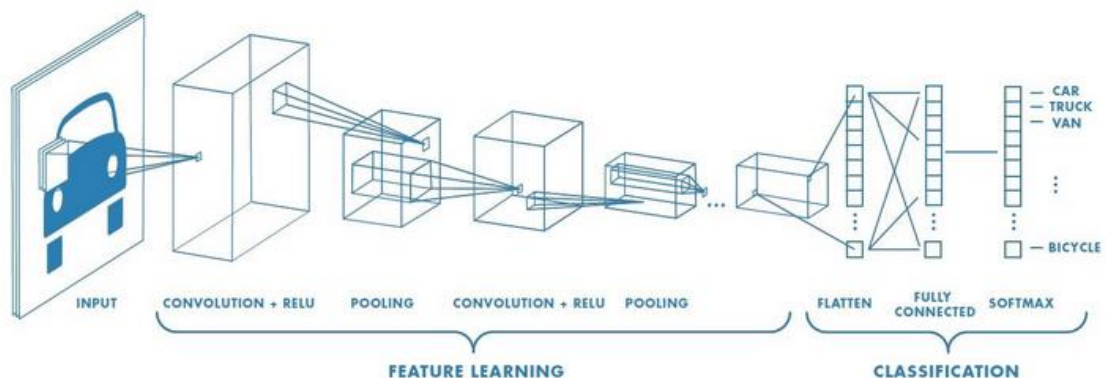 CAR
TRUCK
VAN
BICYCLE
INPUT
CONVOLUTION + RELU
POOLING
CONVOLUTION + RELU
POOLING
FLATTEN
FULLY
CONNECTED
SOFTMAX
FEATURE LEARNING
CLASSIFICATION